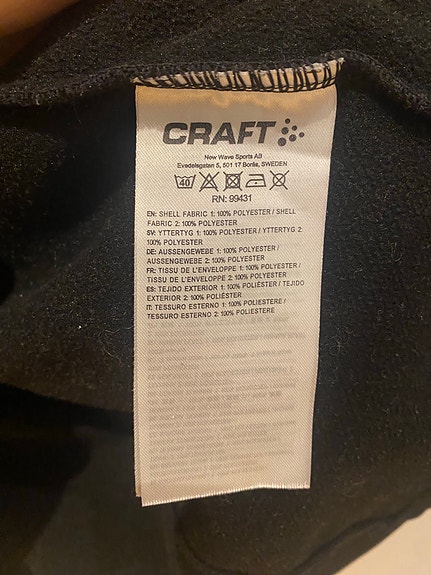 CRAFT
New Wave Sports AB
Evedalsgatan 5, 501 17 Borås, SWEDEN
40
RN: 99431
EN: SHELL FABRIC 1: 100% POLYESTER / SHELL
FABRIC 2: 100% POLYESTER
SV: YTTERTYG 1: 100% POLYESTER / YTTERTYG 2:
100% POLYESTER
DE: AUSSENGEWEBE 1: 100% POLYESTER /
AUSSENGEWEBE 2: 100% POLYESTER
FR: TISSU DE L'ENVELOPPE 1: 100% POLYESTER /
TISSU DE L'ENVELOPPE 2: 100% POLYESTER
ES: TEJIDO EXTERIOR 1: 100% POLIÉSTER / TEJIDO
EXTERIOR 2: 100% POLIÉSTER
IT: TESSURO ESTERNO 1: 100% POLIESTERE /
TESSURO ESTERNO 2: 100% POLIESTERE